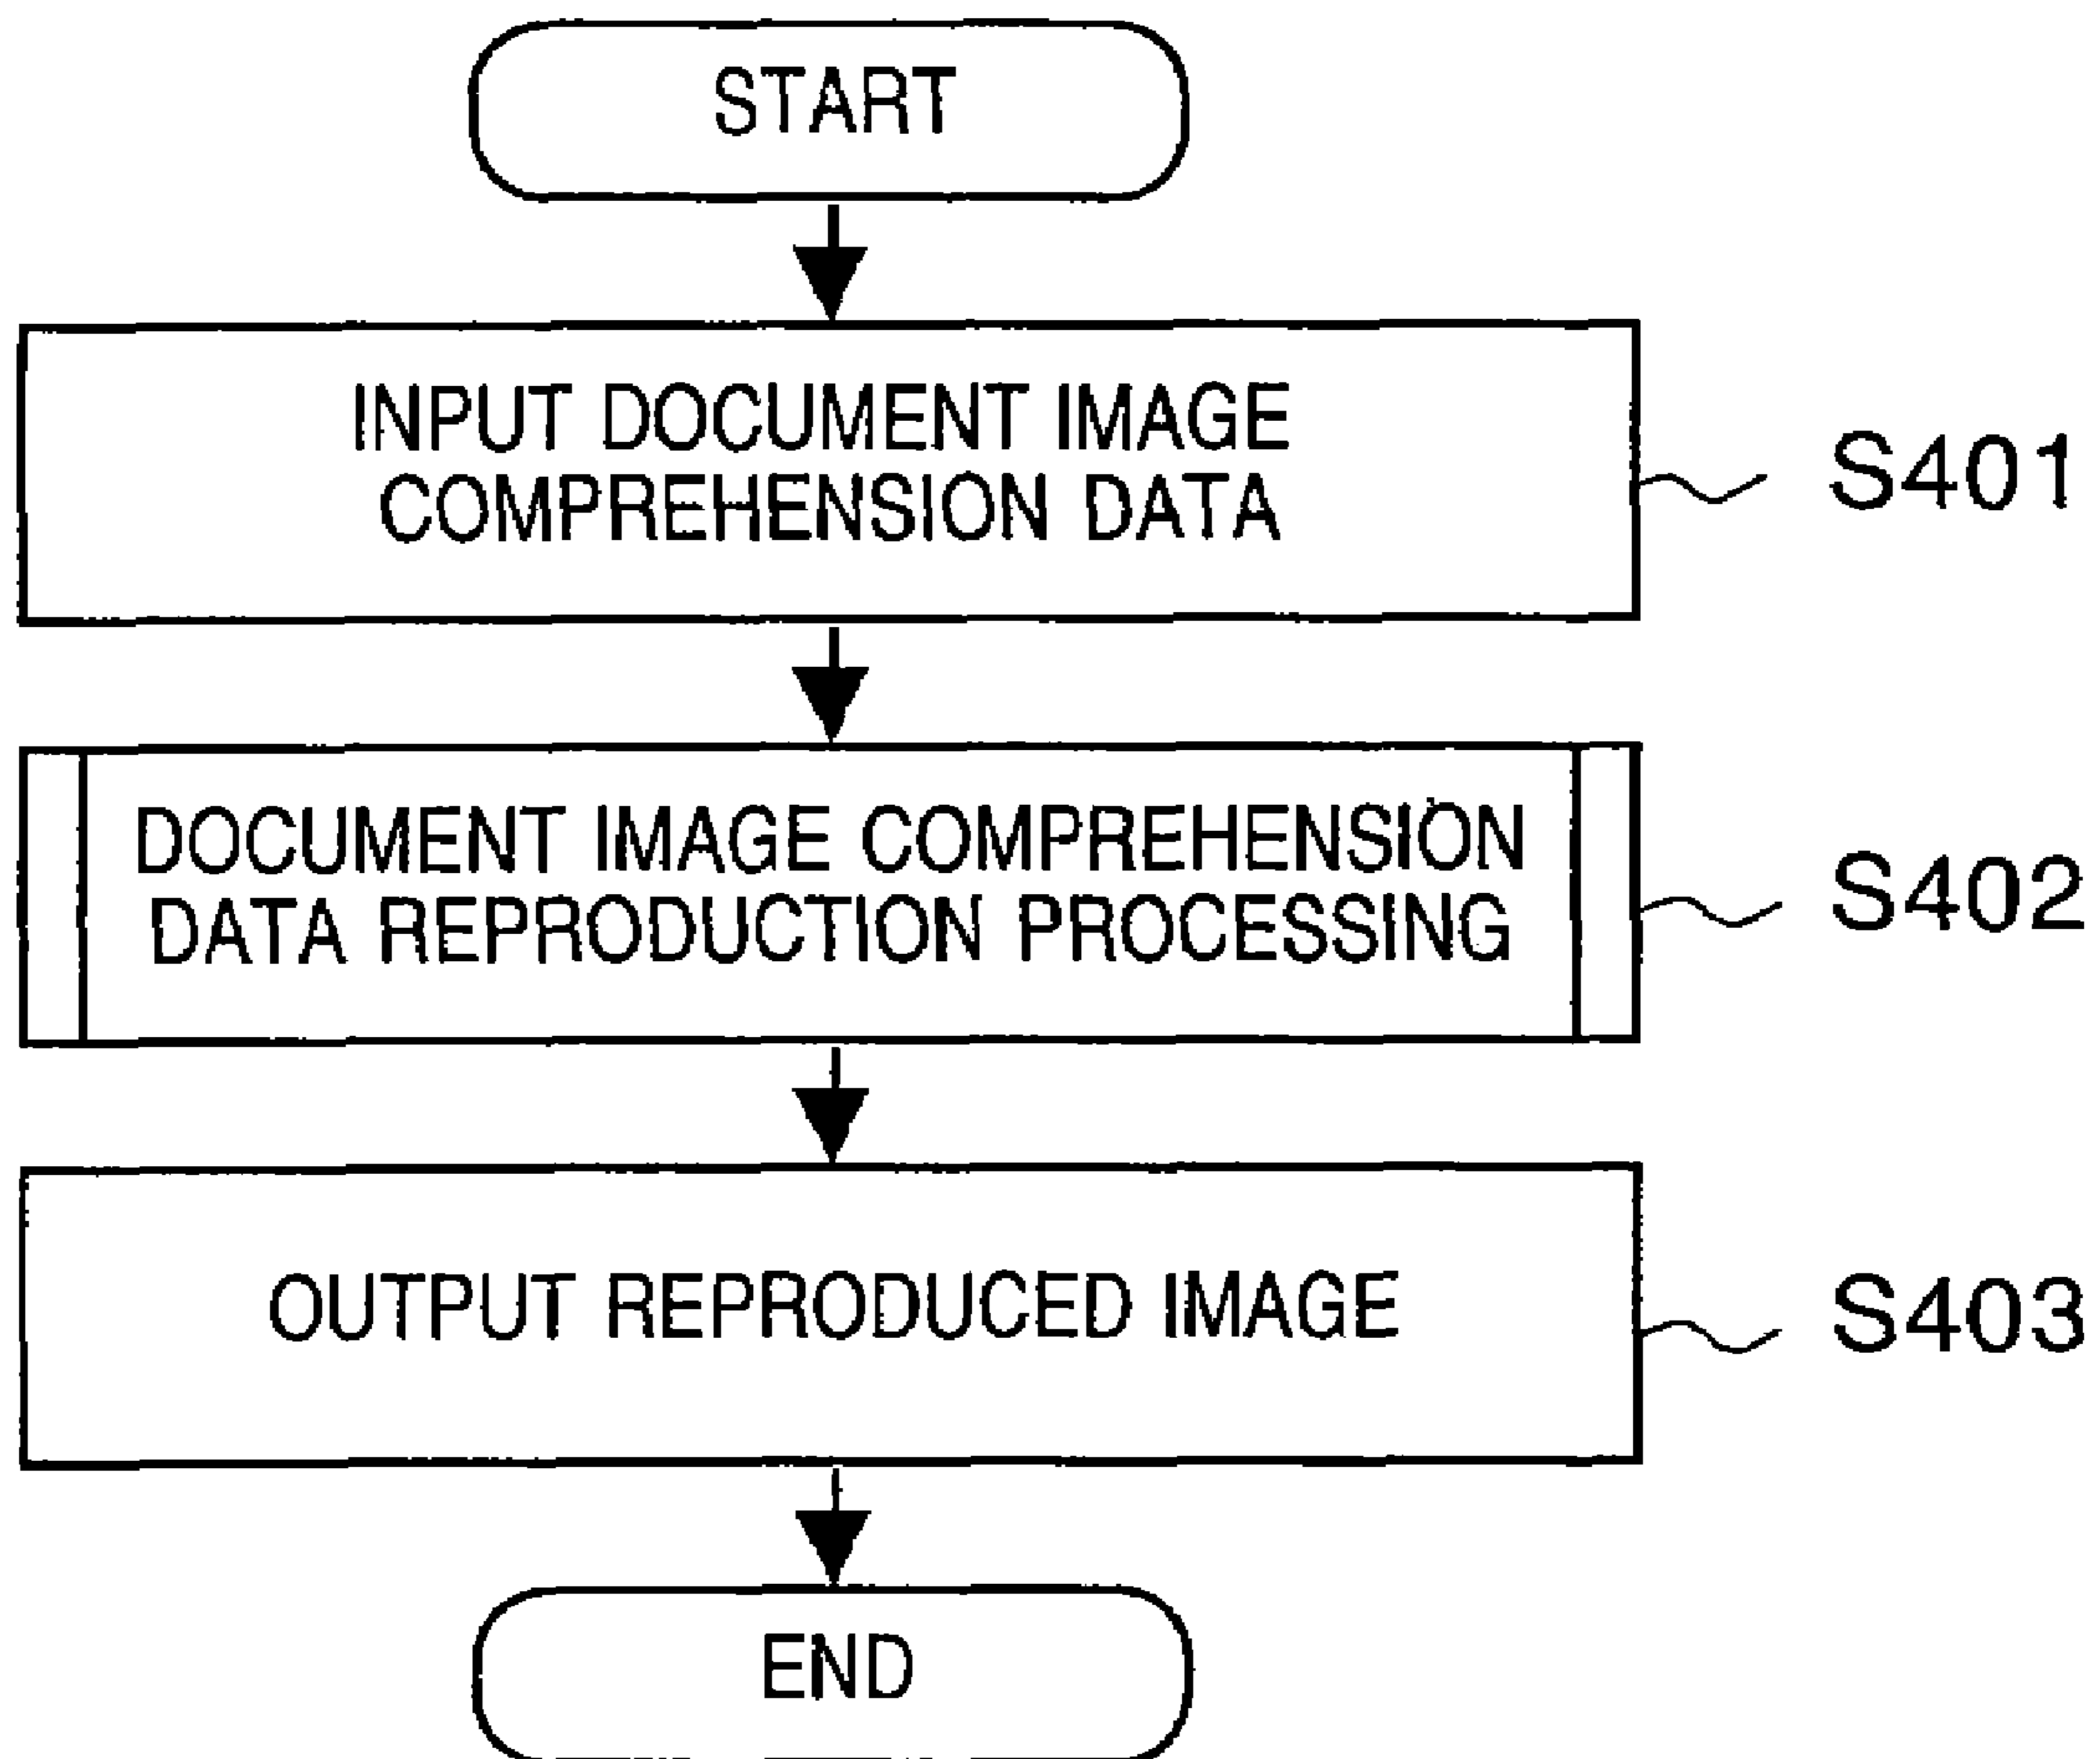 START
INPUT DOCUMENT IMAGE
COMPREHENSION DATA
S401
DOCUMENT IMAGE COMPREHENSION
DATA REPRODUCTION PROCESSING
S402
OUTPUT REPRODUCED IMAGE
S403
END